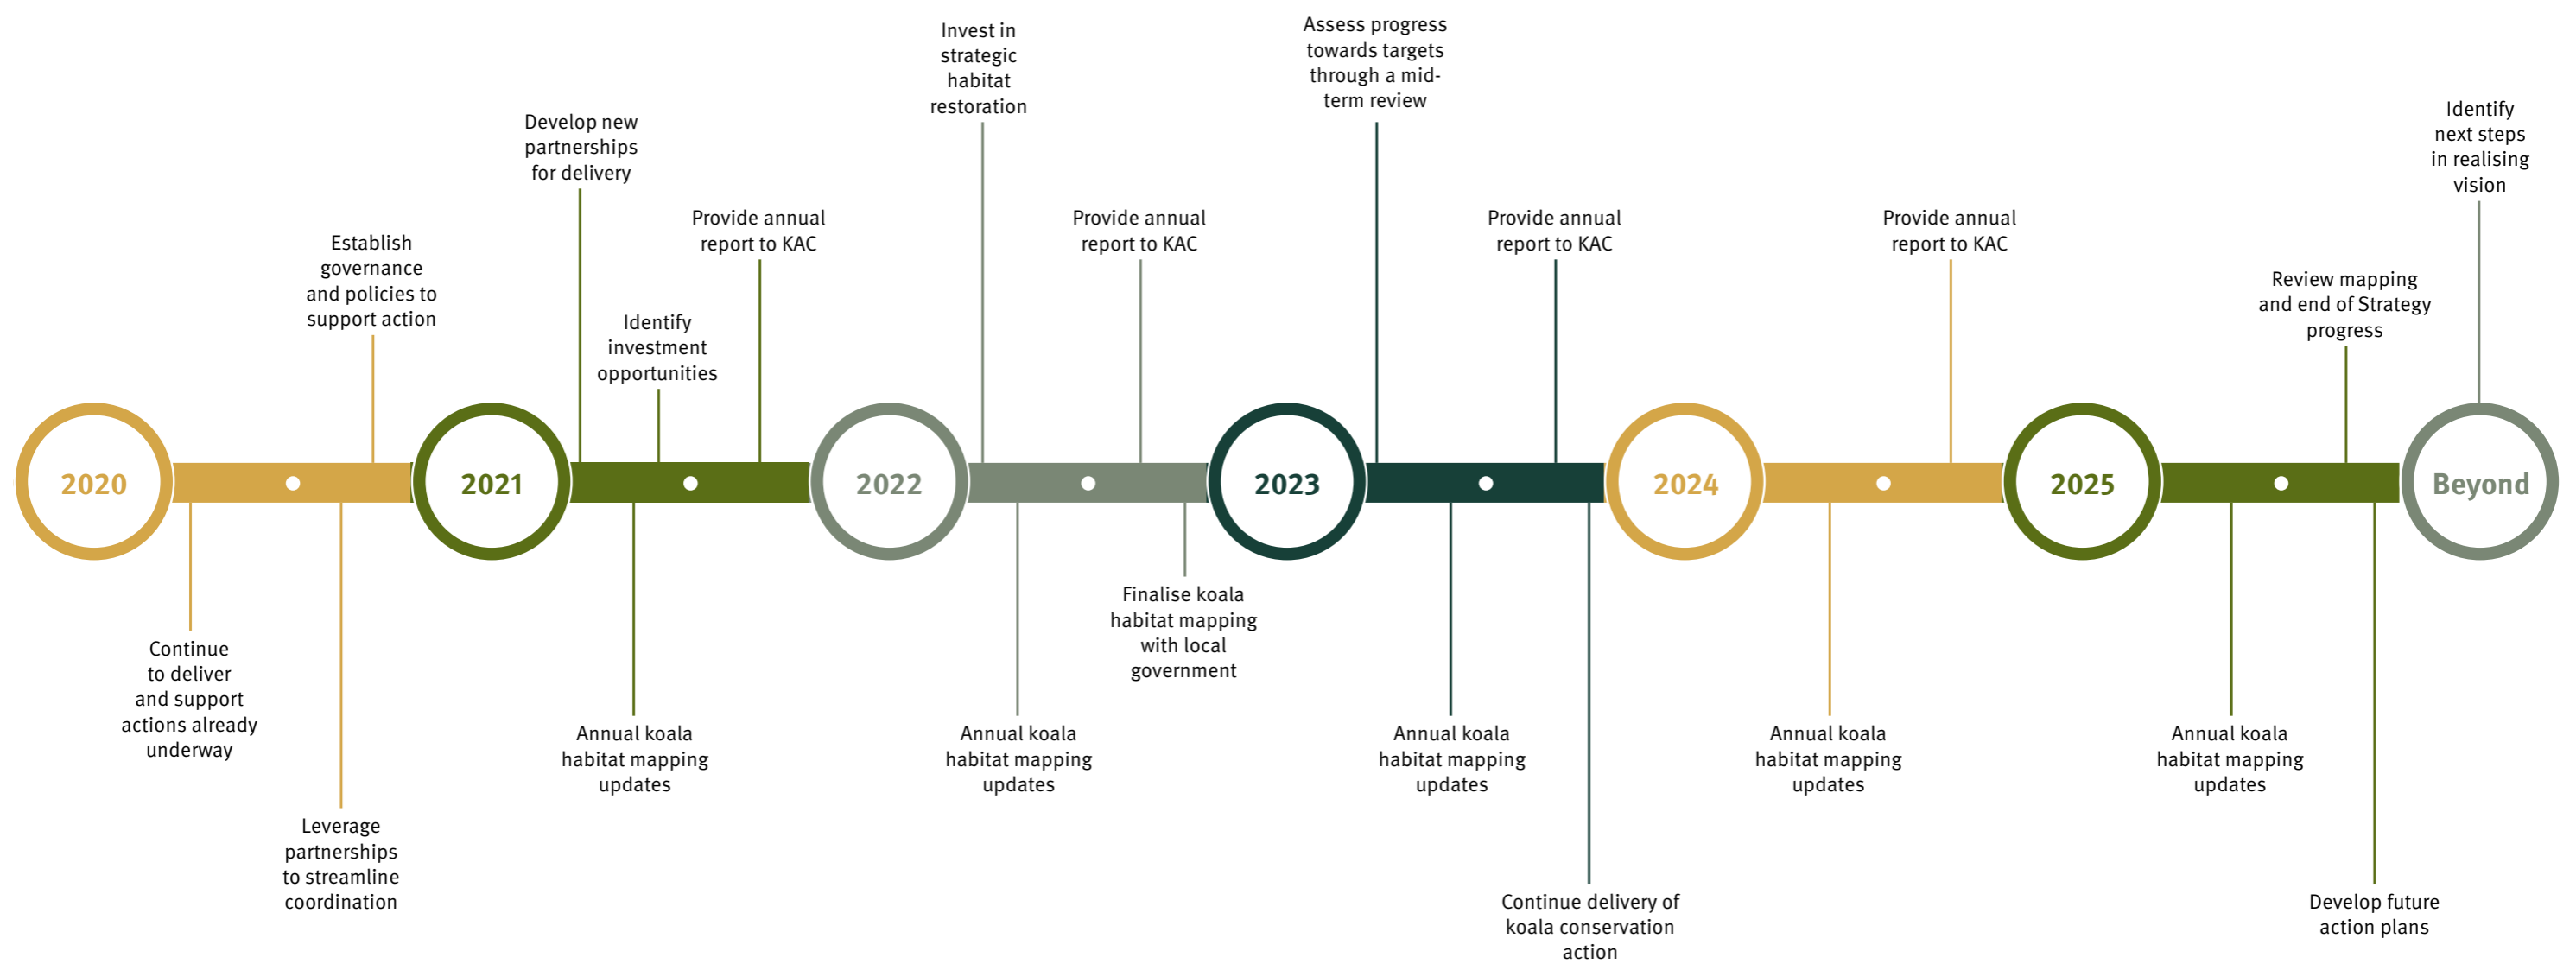 2020
Continue
to deliver
and support
actions already
underway
Leverage
partnerships
to streamline
coordination
Establish
governance
and policies to
support action
2021
Develop new
partnerships
for delivery
Annual koala
habitat mapping
updates
Identify
investment
opportunities
Provide annual
report to KAC
2022
Invest in
strategic
habitat
restoration
Annual koala
habitat mapping
updates
Provide annual
report to KAC
Finalise koala
habitat mapping
with local
government
2023
Assess progress
towards targets
through a mid-
term review
Annual koala
habitat mapping
updates
Provide annual
report to KAC
Continue delivery of
koala conservation
action
2024
Annual koala
habitat mapping
updates
Provide annual
report to KAC
2025
Annual koala
habitat mapping
updates
Review mapping
and end of Strategy
progress
Develop future
action plans
Beyond
Identify
next steps
in realising
vision